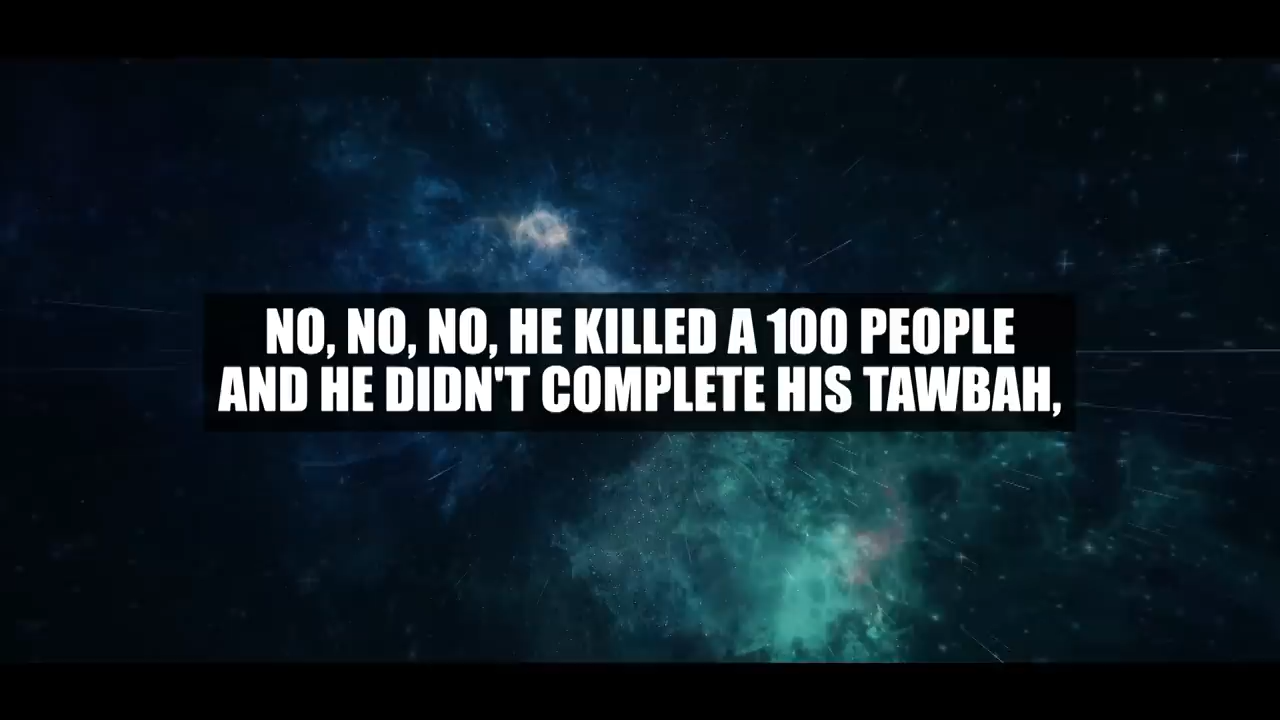 NO, NO, NO, HE KILLED A 100 PEOPLE
AND HE DIDN'T COMPLETE HIS TAWBAH,